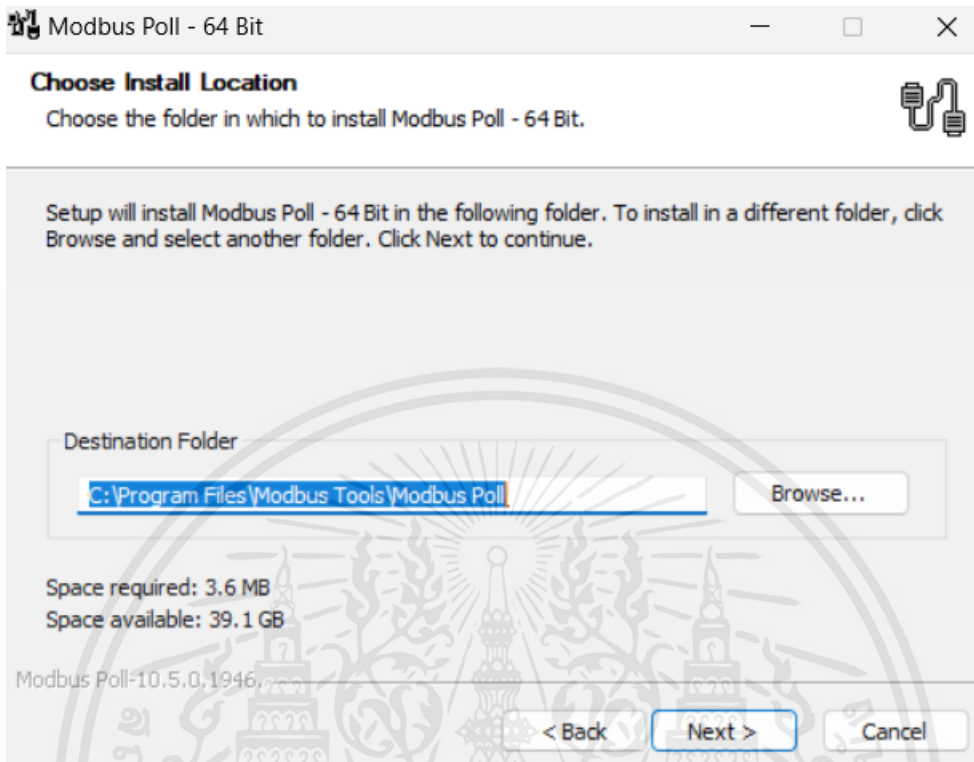 Modbus Poll - 64 Bit
Choose Install Location
Choose the folder in which to install Modbus Poll - 64 Bit.
Setup will install Modbus Poll - 64 Bit in the following folder. To install in a different folder, click
Browse and select another folder. Click Next to continue.
Destination Folder
C:\Program Files\Modbus Tools\Modbus Poll
Browse...
Space required: 3.6 MB
Space available: 39.1 GB
Modbus Poll-10.5.0.1946
< Back
Next >
Cancel